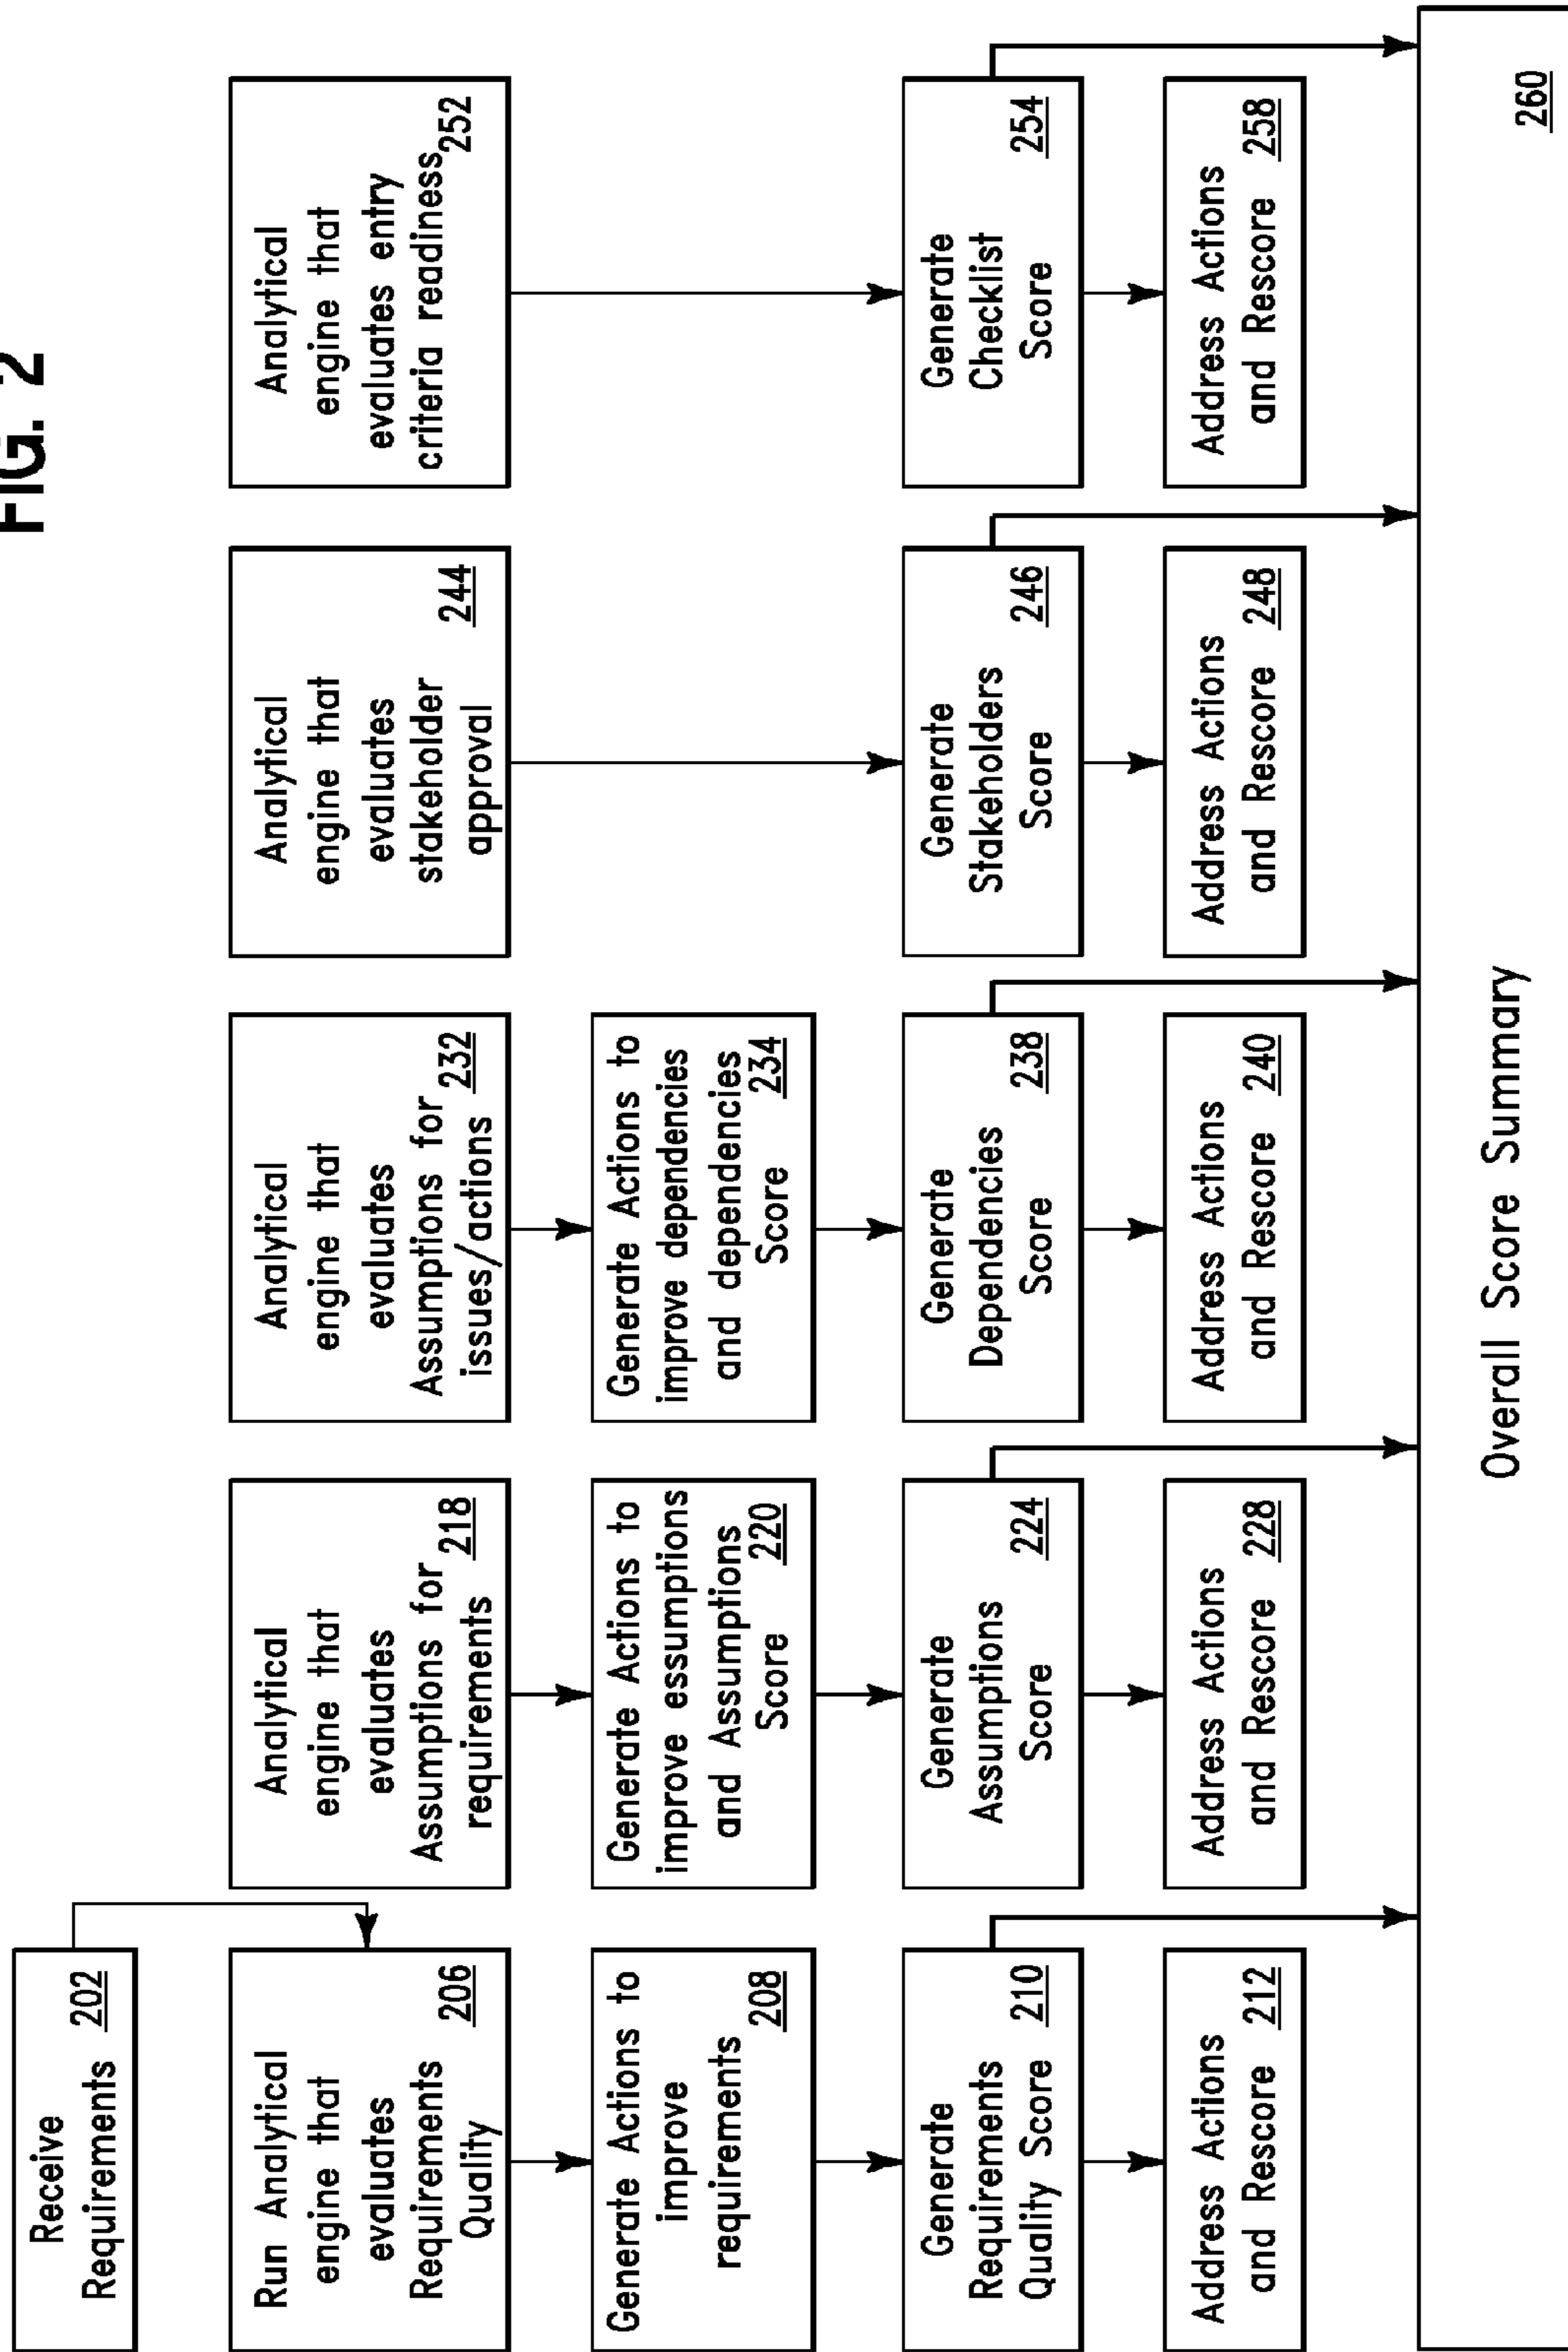 FIG. 2
Receive
Requirements 202
Run Analytical
engine that
evaluates
Requirements 206
Quality
Generate Actions to
improve
requirements 208
Generate
Requirements
Quality Score 210
Address Actions
and Rescore 212
Analytical
engine that
evaluates
Assumptions for 218
requirements
Generate Actions to
improve essumptions
and Assumptions
Score 220
Generate
Assumptions
Score 224
Address Actions
and Rescore 228
Analytical
engine that
evaluates
Assumptions for 232
issues/actions
Generate Actions to
improve dependencies
and dependencies
Score 234
Generate
Dependencies
Score 238
Address Actions
and Rescore 240
Analytical
engine that
evaluates
stakeholder 244
approval
Generate
Stakeholders
Score 246
Address Actions
and Rescore 248
Analytical
engine that
evaluates entry
criteria readiness 252
Generate
Checklist
Score 254
Address Actions
and Rescore 258
Overall Score Summary
260